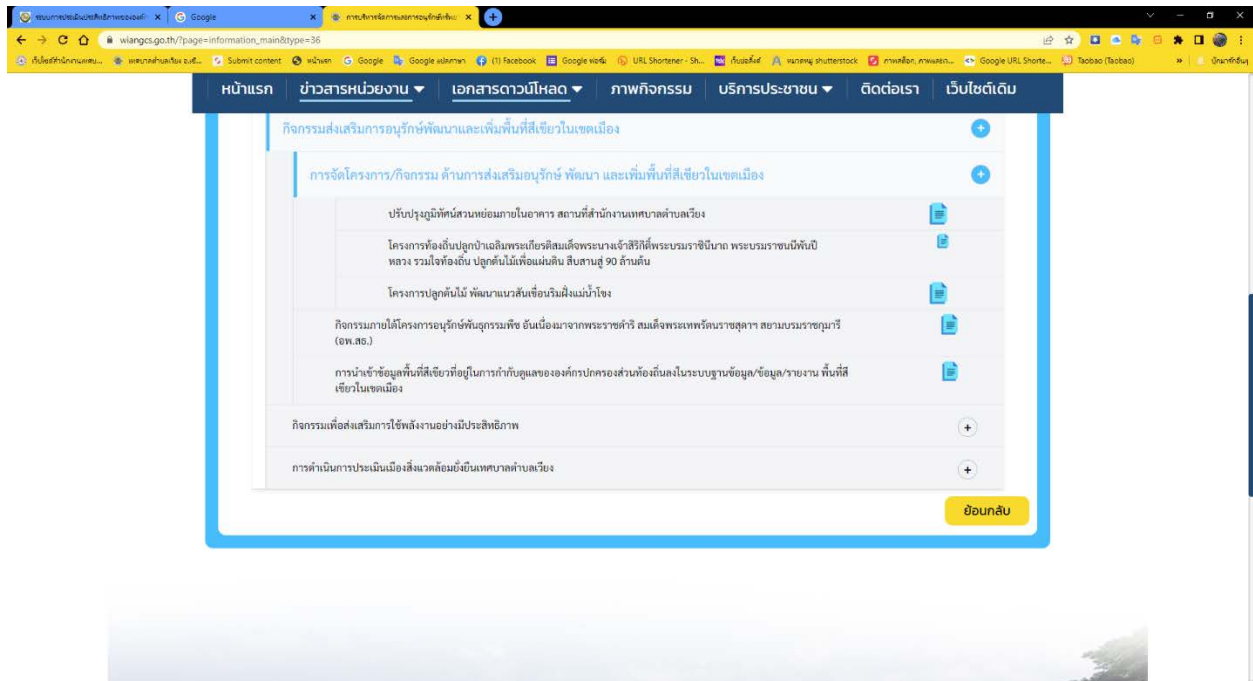 Google
wiangcs.go.th/?page=information_main&type=36
Submit content
หน้าแรก
Google
Google แปลภาษา
(1) Facebook
Google ฟอร์ม
URL Shortener - Sh...
Google URL Shorte...
Taobao (Taobao)
»
หน้าแรก
ข่าวสารหน่วยงาน
เอกสารดาวน์โหลด
ภาพกิจกรรม
บริการประชาชน
ติดต่อเรา
เว็บไซต์เดิม
กิจกรรมส่งเสริมการอนุรักษ์พัฒนาและเพิ่มพื้นที่สีเขียวในเขตเมือง
การจัดโครงการ/กิจกรรม ด้านการส่งเสริมอนุรักษ์ พัฒนา และเพิ่มพื้นที่สีเขียวในเขตเมือง
ปรับปรุงภูมิทัศน์สวนหย่อมภายในอาคาร สถานที่สำนักงานเทศบาลตำบลเวียง
โครงการท้องถิ่นปลูกป่าเฉลิมพระเกียรติสมเด็จพระนางเจ้าสิริกิติ์พระบรมราชินีนาถ พระบรมราชนนีพันปี
หลวง รวมใจท้องถิ่น ปลูกต้นไม้เพื่อแผ่นดิน สืบสานสู่ 90 ล้านต้น
โครงการปลูกต้นไม้ พัฒนาแนวสันเขื่อนริมฝั่งแม่น้ำโขง
กิจกรรมภายใต้โครงการอนุรักษ์พันธุกรรมพืช อันเนื่องมาจากพระราชดำริ สมเด็จพระเทพรัตนราชสุดาฯ สยามบรมราชกุมารี
(อพ.สธ.)
การนำเข้าข้อมูลพื้นที่สีเขียวที่อยู่ในการกำกับดูแลขององค์กรปกครองส่วนท้องถิ่นลงในระบบฐานข้อมูล/ข้อมูล/รายงาน พื้นที่สี
เขียวในเขตเมือง
กิจกรรมเพื่อส่งเสริมการใช้พลังงานอย่างมีประสิทธิภาพ
การดำเนินการประเมินเมืองสิ่งแวดล้อมยั่งยืนเทศบาลตำบลเวียง
ย้อนกลับ